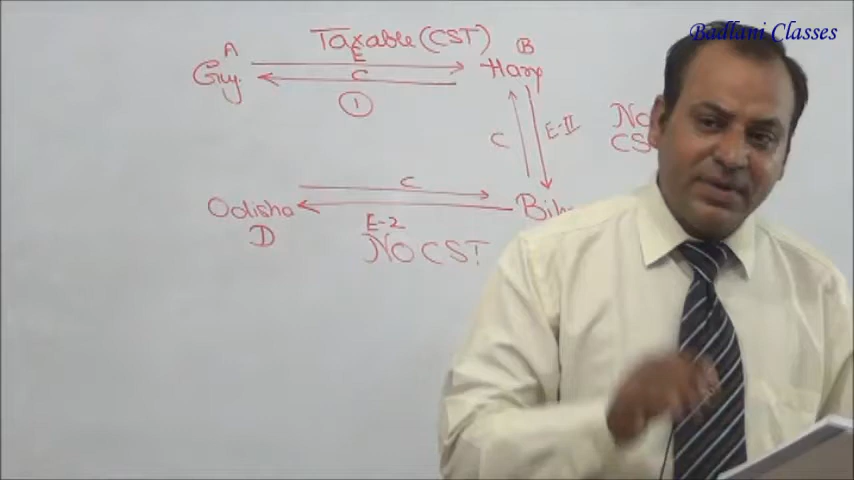 Badlani Classes
A Taxable (CST) B
Guj. E Hary
C
1
C E-II NO
CS
C
Odisha Bih
D E-2
NO CST